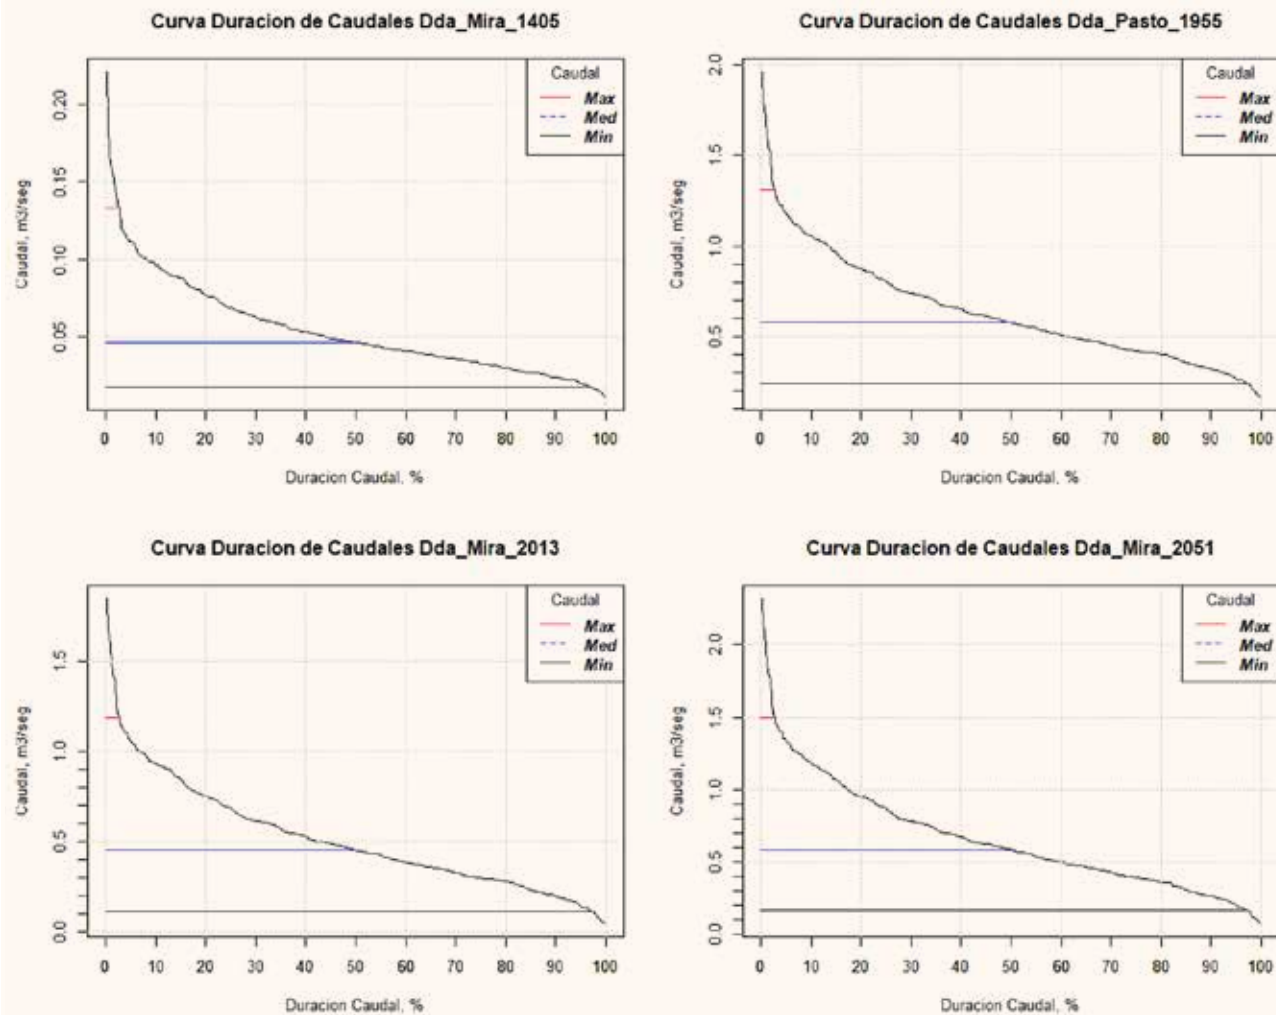 Curva Duracion de Caudales Dda_Mira_1405
Caudal
Max
Med
Min
Caudal, m3/seg
0.20
0.15
0.10
0.05
0 10 20 30 40 50 60 70 80 90 100
Duracion Caudal, %
Curva Duracion de Caudales Dda_Pasto_1955
Caudal
Max
Med
Min
Caudal, m3/seg
2.0
1.5
1.0
0.5
0 10 20 30 40 50 60 70 80 90 100
Duracion Caudal, %
Curva Duracion de Caudales Dda_Mira_2013
Caudal
Max
Med
Min
Caudal, m3/seg
1.5
1.0
0.5
0.0
0 10 20 30 40 50 60 70 80 90 100
Duracion Caudal, %
Curva Duracion de Caudales Dda_Mira_2051
Caudal
Max
Med
Min
Caudal, m3/seg
2.0
1.5
1.0
0.5
0.0
0 10 20 30 40 50 60 70 80 90 100
Duracion Caudal, %